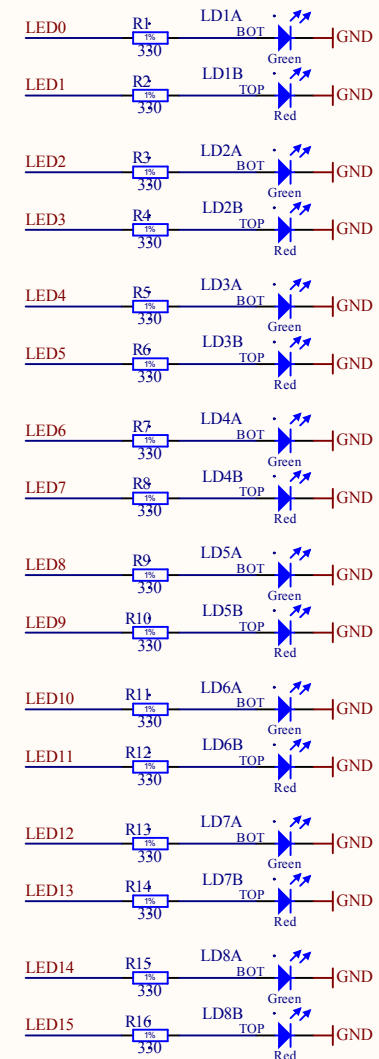 LED0 R1 1% 330 LD1A BOT Green GND
LED1 R2 1% 330 LD1B TOP Red GND
LED2 R3 1% 330 LD2A BOT Green GND
LED3 R4 1% 330 LD2B TOP Red GND
LED4 R5 1% 330 LD3A BOT Green GND
LED5 R6 1% 330 LD3B TOP Red GND
LED6 R7 1% 330 LD4A BOT Green GND
LED7 R8 1% 330 LD4B TOP Red GND
LED8 R9 1% 330 LD5A BOT Green GND
LED9 R10 1% 330 LD5B TOP Red GND
LED10 R11 1% 330 LD6A BOT Green GND
LED11 R12 1% 330 LD6B TOP Red GND
LED12 R13 1% 330 LD7A BOT Green GND
LED13 R14 1% 330 LD7B TOP Red GND
LED14 R15 1% 330 LD8A BOT Green GND
LED15 R16 1% 330 LD8B TOP Red GND